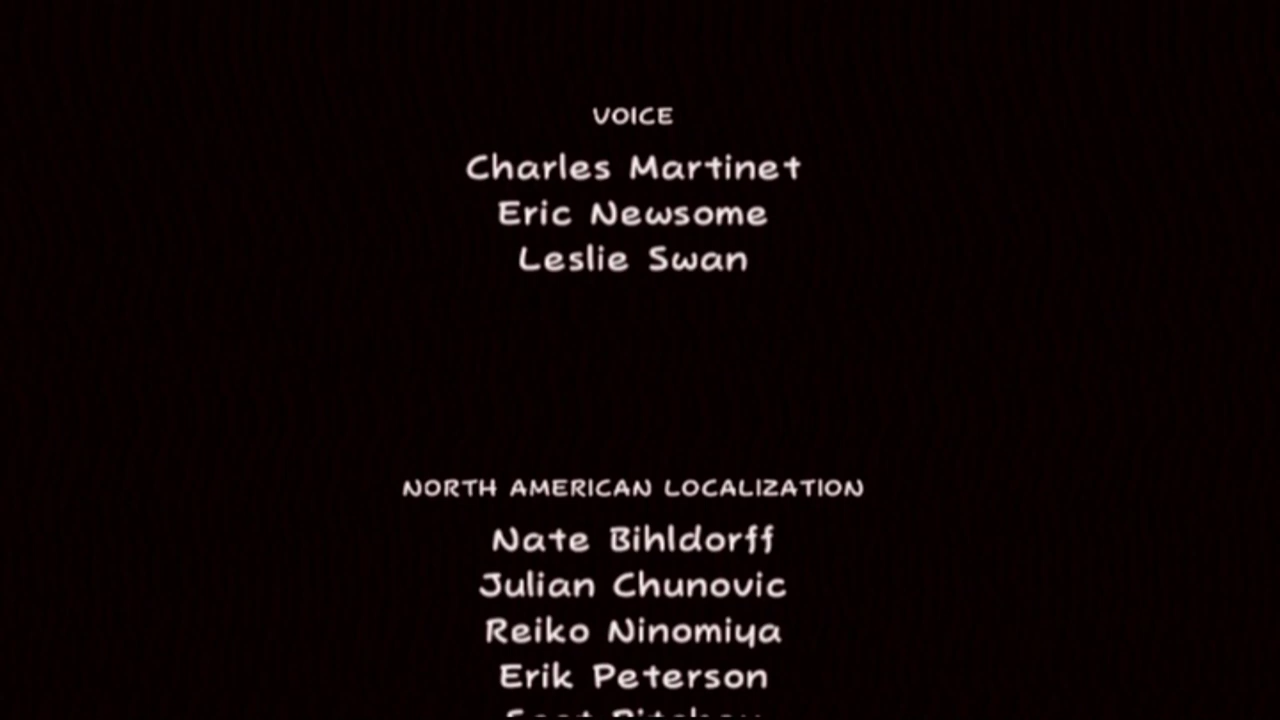 VOICE
Charles Martinet
Eric Newsome
Leslie Swan
NORTH AMERICAN LOCALIZATION
Nate Bihldorff
Julian Chunovic
Reiko Ninomiya
Erik Peterson